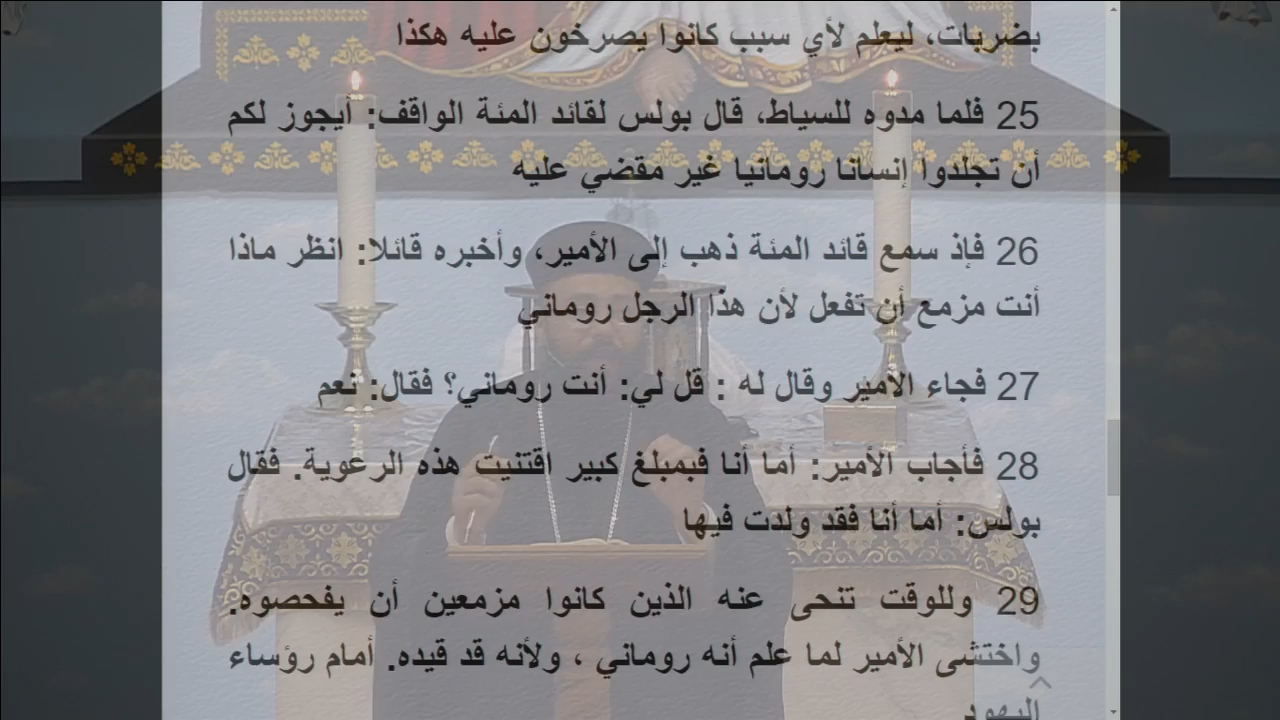 بضربات، ليعلم لأي سبب كانوا يصرخون عليه هكذا
25 فلما مدوه للسياط، قال بولس لقائد المئة الواقف: أيجوز لكم
أن تجلدوا إنسانا رومانيا غير مقضي عليه
26 فإذ سمع قائد المئة ذهب إلى الأمير، وأخبره قائلا: انظر ماذا
أنت مزمع أن تفعل لأن هذا الرجل روماني
27 فجاء الأمير وقال له : قل لي: أنت روماني؟ فقال: نعم
28 فأجاب الأمير: أما أنا فبمبلغ كبير اقتنيت هذه الرعوية. فقال
بولس: أما أنا فقد ولدت فيها
29 وللوقت تنحى عنه الذين كانوا مزمعين أن يفحصوه.
واختشى الأمير لما علم أنه روماني ، ولأنه قد قيده. أمام رؤساء
اليهود